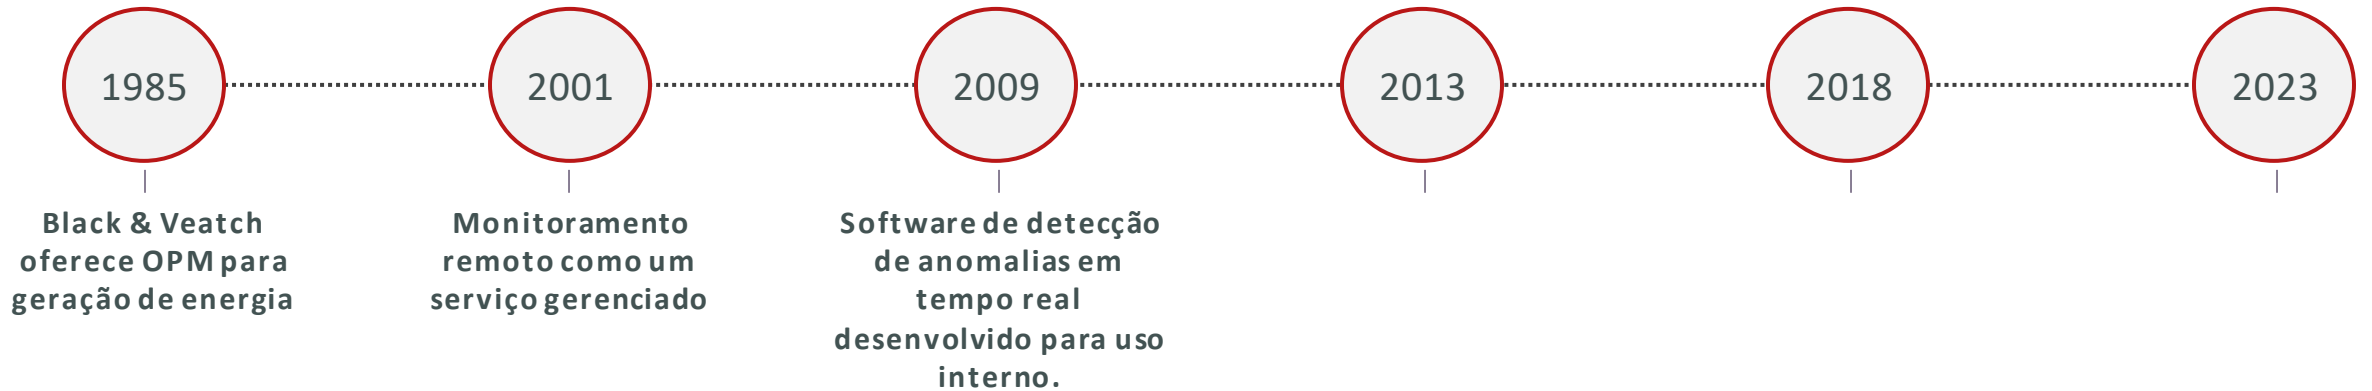 1985
2001
2009
2013
2018
2023
Black & Veatch
oferece OPM para
geração de energia
Monitoramento
remoto como um
serviço gerenciado
Software de detecção
de anomalias em
tempo real
desenvolvido para uso
interno.